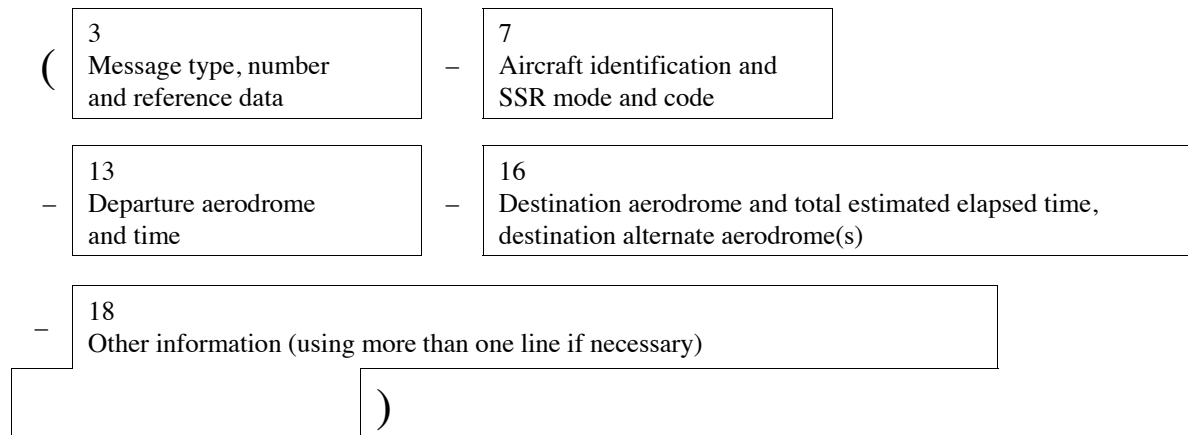 3
( Message type, number
and reference data
–
7
Aircraft identification and
SSR mode and code
–
13
Departure aerodrome
and time
–
16
Destination aerodrome and total estimated elapsed time,
destination alternate aerodrome(s)
–
18
Other information (using more than one line if necessary)
)